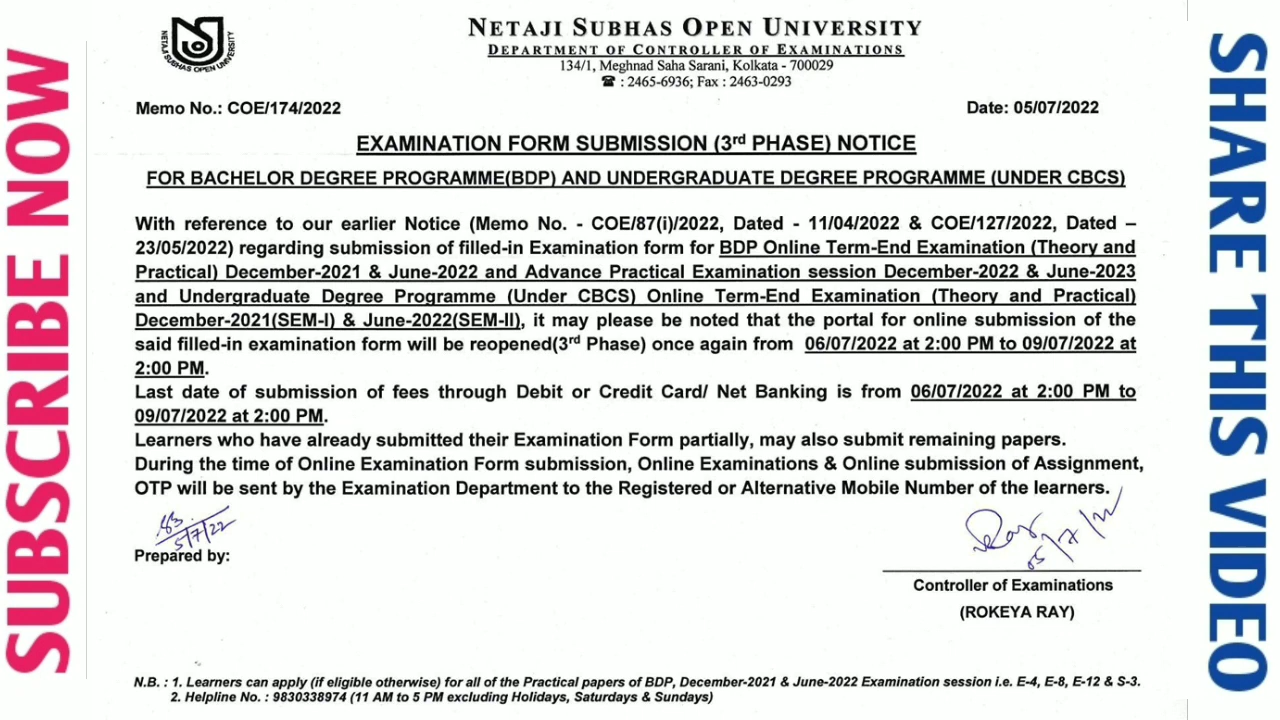 SUBSCRIBE NOW
NETAJI SUBHAS OPEN UNIVERSITY
NETAJI SUBHAS OPEN UNIVERSITY
DEPARTMENT OF CONTROLLER OF EXAMINATIONS
134/1, Meghnad Saha Sarani, Kolkata - 700029
☎ : 2465-6936; Fax : 2463-0293
Memo No.: COE/174/2022 Date: 05/07/2022
EXAMINATION FORM SUBMISSION (3rd PHASE) NOTICE
FOR BACHELOR DEGREE PROGRAMME(BDP) AND UNDERGRADUATE DEGREE PROGRAMME (UNDER CBCS)
With reference to our earlier Notice (Memo No. - COE/87(i)/2022, Dated - 11/04/2022 & COE/127/2022, Dated –
23/05/2022) regarding submission of filled-in Examination form for BDP Online Term-End Examination (Theory and
Practical) December-2021 & June-2022 and Advance Practical Examination session December-2022 & June-2023
and Undergraduate Degree Programme (Under CBCS) Online Term-End Examination (Theory and Practical)
December-2021(SEM-I) & June-2022(SEM-II), it may please be noted that the portal for online submission of the
said filled-in examination form will be reopened(3rd Phase) once again from 06/07/2022 at 2:00 PM to 09/07/2022 at
2:00 PM.
Last date of submission of fees through Debit or Credit Card/ Net Banking is from 06/07/2022 at 2:00 PM to
09/07/2022 at 2:00 PM.
Learners who have already submitted their Examination Form partially, may also submit remaining papers.
During the time of Online Examination Form submission, Online Examinations & Online submission of Assignment,
OTP will be sent by the Examination Department to the Registered or Alternative Mobile Number of the learners.
5/7/22
05/7/22
Prepared by:
Controller of Examinations
(ROKEYA RAY)
N.B. : 1. Learners can apply (if eligible otherwise) for all of the Practical papers of BDP, December-2021 & June-2022 Examination session i.e. E-4, E-8, E-12 & S-3.
2. Helpline No. : 9830338974 (11 AM to 5 PM excluding Holidays, Saturdays & Sundays)
SHARE THIS VIDEO